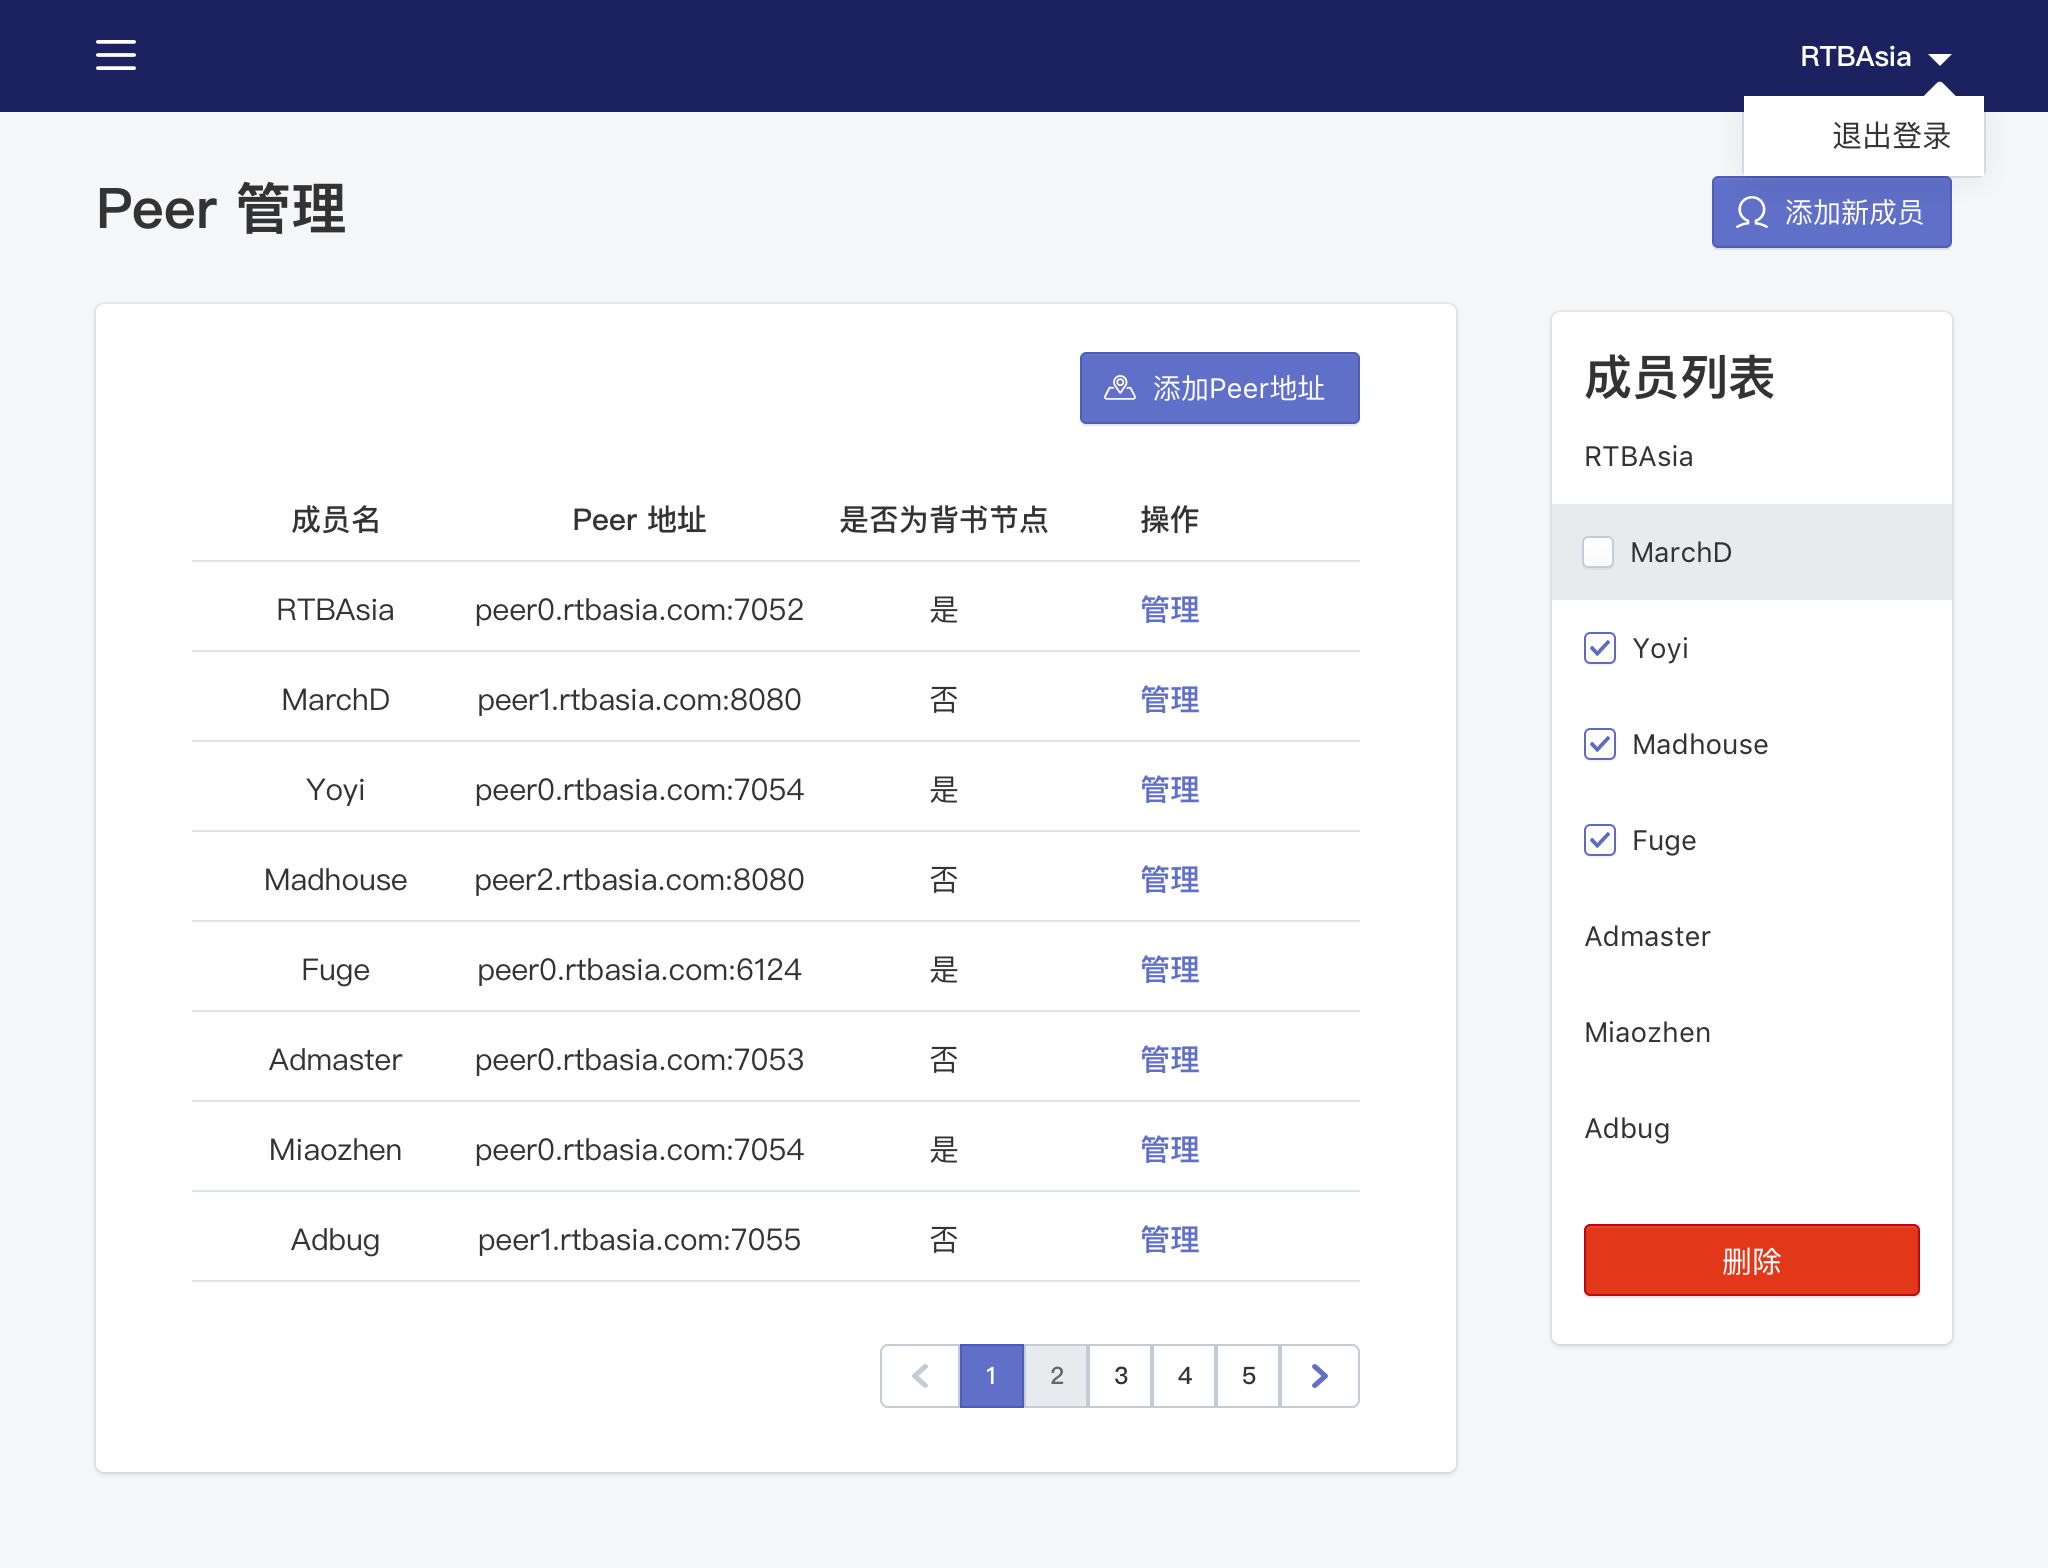 RTBAsia
退出登录
Peer 管理
添加新成员
添加Peer地址
成员名 Peer 地址 是否为背书节点 操作
RTBAsia peer0.rtbasia.com:7052 是 管理
MarchD peer1.rtbasia.com:8080 否 管理
Yoyi peer0.rtbasia.com:7054 是 管理
Madhouse peer2.rtbasia.com:8080 否 管理
Fuge peer0.rtbasia.com:6124 是 管理
Admaster peer0.rtbasia.com:7053 否 管理
Miaozhen peer0.rtbasia.com:7054 是 管理
Adbug peer1.rtbasia.com:7055 否 管理
1 2 3 4 5
成员列表
RTBAsia
MarchD
Yoyi
Madhouse
Fuge
Admaster
Miaozhen
Adbug
删除